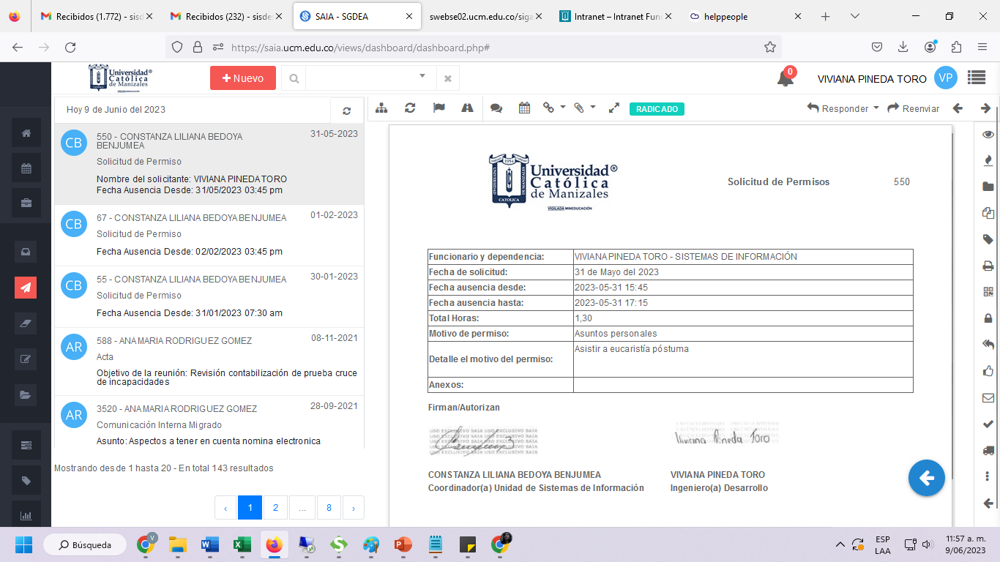 Recibidos (1.772) - sisd
Recibidos (232) - sisdes
SAIA - SGDEA
swebse02.ucm.edu.co/siga
Intranet – Intranet Fun
helppeople
https://saia.ucm.edu.co/views/dashboard/dashboard.php#
Universidad
Católica
de Manizales
Nuevo
0
VIVIANA PINEDA TORO
VP
Hoy 9 de Junio del 2023
RADICADO
Responder
Reenviar
CB
550 - CONSTANZA LILIANA BEDOYA
BENJUMEA
31-05-2023
Solicitud de Permiso
Nombre del solicitante: VIVIANA PINEDA TORO
Fecha Ausencia Desde: 31/05/2023 03:45 pm
CB
67 - CONSTANZA LILIANA BEDOYA BENJUMEA
01-02-2023
Solicitud de Permiso
Fecha Ausencia Desde: 02/02/2023 03:45 pm
CB
55 - CONSTANZA LILIANA BEDOYA BENJUMEA
30-01-2023
Solicitud de Permiso
Fecha Ausencia Desde: 31/01/2023 07:30 am
AR
588 - ANA MARIA RODRIGUEZ GOMEZ
08-11-2021
Acta
Objetivo de la reunión: Revisión contabilización de prueba cruce
de incapacidades
AR
3520 - ANA MARIA RODRIGUEZ GOMEZ
28-09-2021
Comunicación Interna Migrado
Asunto: Aspectos a tener en cuenta nomina electronica
Mostrando desde 1 hasta 20 - En total 143 resultados
‹ 1 2 ... 8 ›
1954
UNIVERSIDAD
CATOLICA
DE MANIZALES
Universidad
Católica
de Manizales
VIGILADA MINEDUCACIÓN
Solicitud de Permisos
550
Funcionario y dependencia: VIVIANA PINEDA TORO - SISTEMAS DE INFORMACIÓN
Fecha de solicitud: 31 de Mayo del 2023
Fecha ausencia desde: 2023-05-31 15:45
Fecha ausencia hasta: 2023-05-31 17:15
Total Horas: 1,30
Motivo de permiso: Asuntos personales
Detalle el motivo del permiso: Asistir a eucaristía póstuma
Anexos:
Firman/Autorizan
USO EXCLUSIVO SAIA USO EXCLUSIVO SAIA
Viviana Pineda Toro
CONSTANZA LILIANA BEDOYA BENJUMEA
Coordinador(a) Unidad de Sistemas de Información
VIVIANA PINEDA TORO
Ingeniero(a) Desarrollo
Búsqueda
V
ESP
LAA
11:57 a. m.
9/06/2023